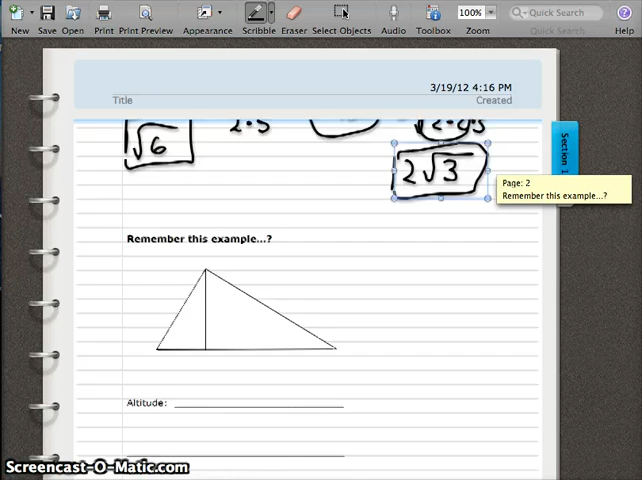 New Save Open Print Print Preview Appearance Scribble Eraser Select Objects Audio Toolbox 100% Zoom Quick Search Quick Search Help
3/19/12 4:16 PM
Title Created
√6
2·5
2√3
Section 1
Page: 2
Remember this example...?
Remember this example...?
Altitude:
Screencast-O-Matic.com